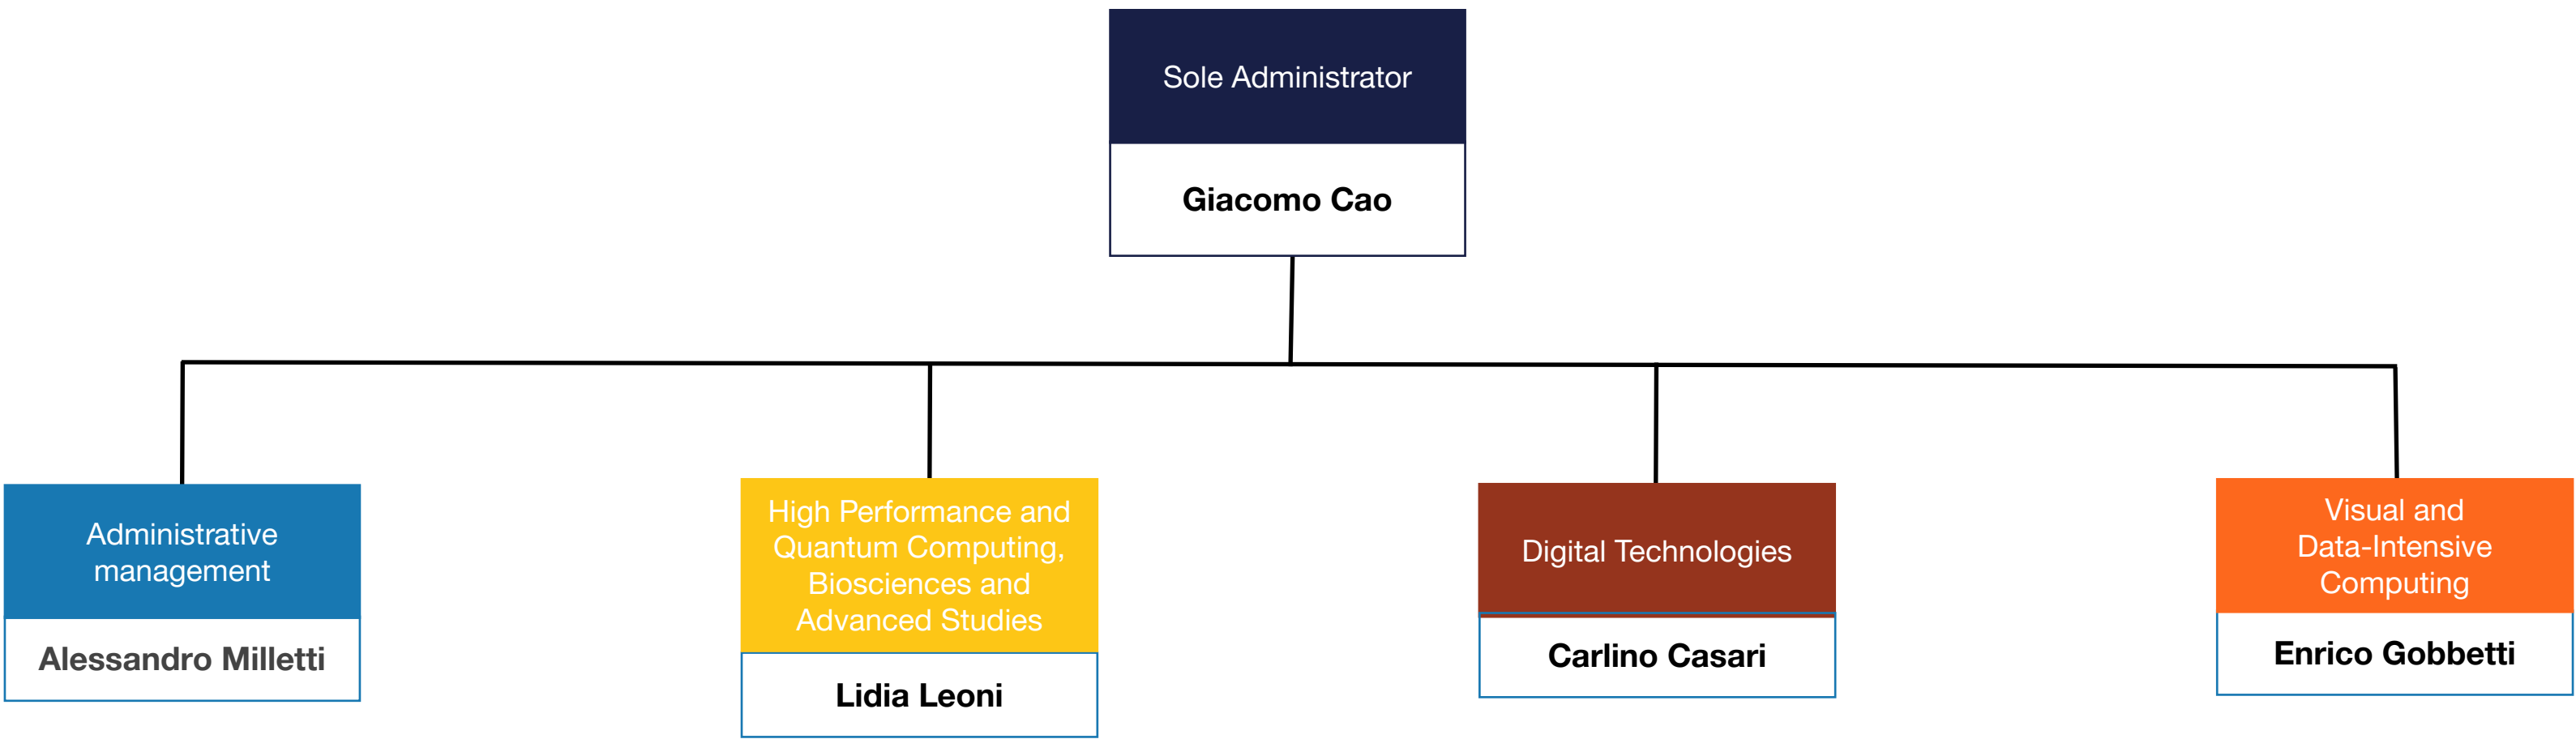 Sole Administrator
Giacomo Cao
Administrative
management
Alessandro Milletti
High Performance and
Quantum Computing,
Biosciences and
Advanced Studies
Lidia Leoni
Digital Technologies
Carlino Casari
Visual and
Data-Intensive
Computing
Enrico Gobbetti